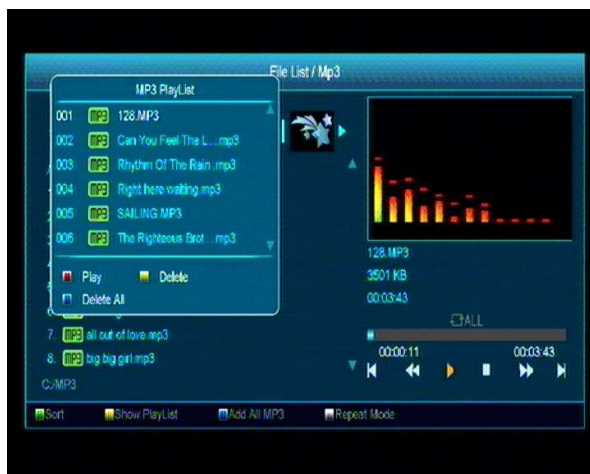 File List / Mp3
MP3 PlayList
001 MP3 128.MP3
002 MP3 Can You Feel The L....mp3
003 MP3 Rhythm Of The Rain .mp3
004 MP3 Right here waiting.mp3
005 MP3 SAILING.MP3
006 MP3 The Righteous Brot ...mp3
Play Delete
Delete All
7. MP3 all out of love.mp3
8. MP3 big big girl.mp3
C:/MP3
128.MP3
3501 KB
00:03:43
ALL
00:00:11 00:03:43
Sort Show PlayList Add All MP3 Repeat Mode